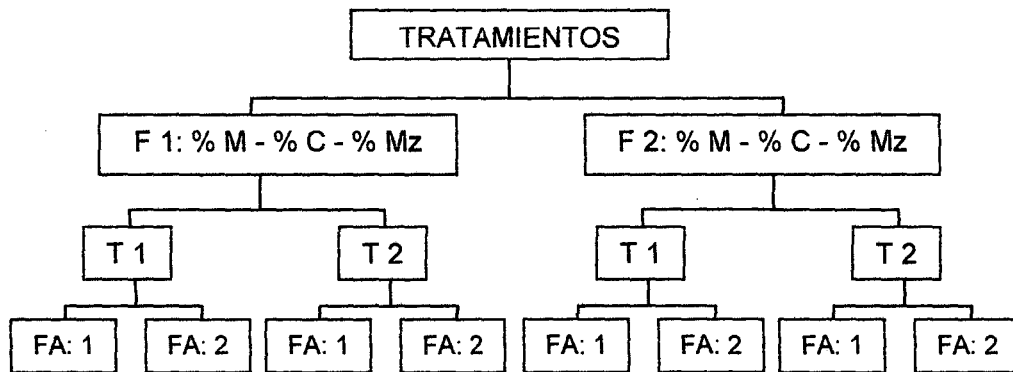 TRATAMIENTOS
F 1: % M - % C - % Mz
F 2: % M - % C - % Mz
T 1
T 2
T 1
T 2
FA: 1
FA: 2
FA: 1
FA: 2
FA: 1
FA: 2
FA: 1
FA: 2